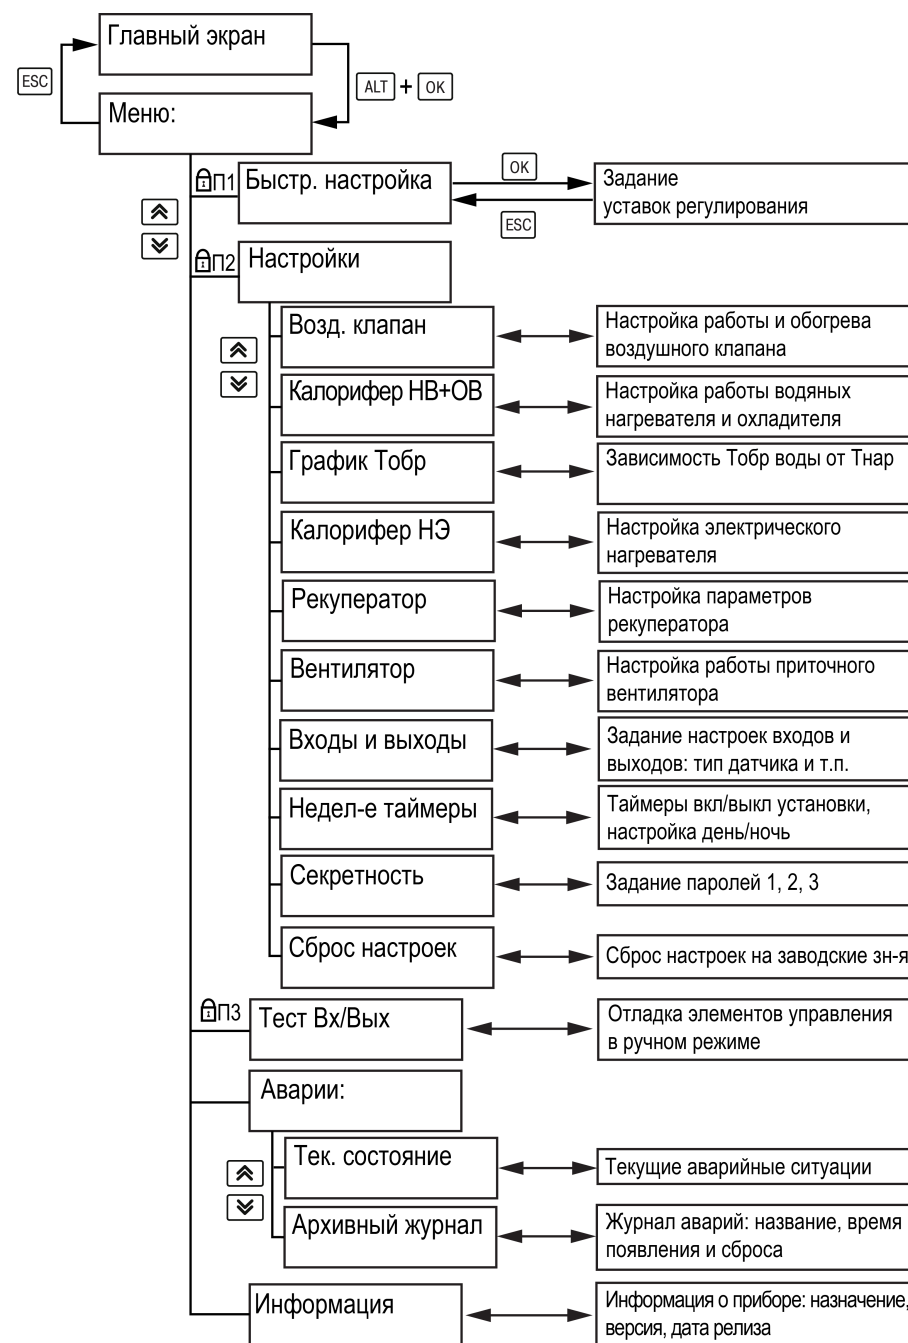 Главный экран
ESC
ALT + OK
Меню:
П1 Быстр. настройка
OK
ESC
Задание
уставок регулирования
П2 Настройки
Возд. клапан
Настройка работы и обогрева
воздушного клапана
Калорифер НВ+ОВ
Настройка работы водяных
нагревателя и охладителя
График Тобр
Зависимость Тобр воды от Тнар
Калорифер НЭ
Настройка электрического
нагревателя
Рекуператор
Настройка параметров
рекуператора
Вентилятор
Настройка работы приточного
вентилятора
Входы и выходы
Задание настроек входов и
выходов: тип датчика и т.п.
Недел-е таймеры
Таймеры вкл/выкл установки,
настройка день/ночь
Секретность
Задание паролей 1, 2, 3
Сброс настроек
Сброс настроек на заводские зн-я
П3 Тест Вх/Вых
Отладка элементов управления
в ручном режиме
Аварии:
Тек. состояние
Текущие аварийные ситуации
Архивный журнал
Журнал аварий: название, время
появления и сброса
Информация
Информация о приборе: назначение,
версия, дата релиза